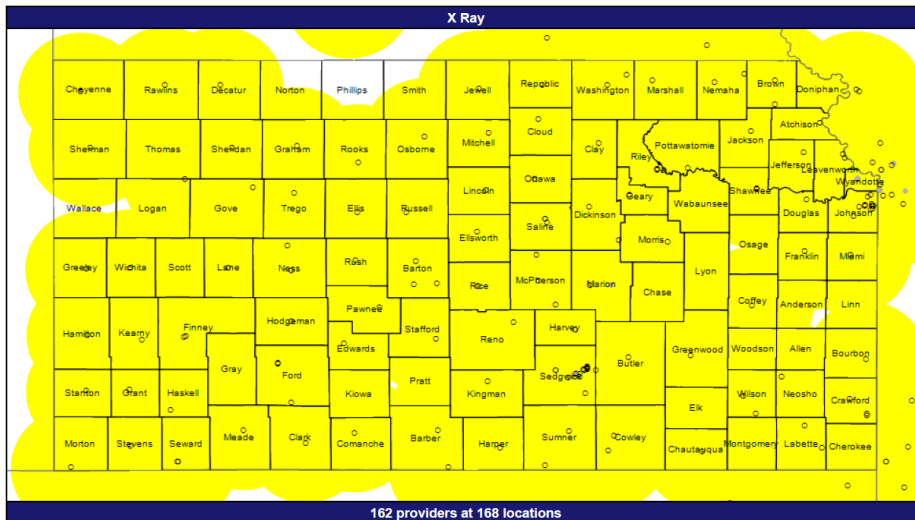 X Ray
Cheyenne Rawlins Decatur Norton Phillips Smith Jewell Republic Washington Marshall Nemaha Brown Doniphan
Atchison
Sherman Thomas Sheridan Graham Rooks Osborne Mitchell Cloud Clay Riley Pottawatomie Jackson Jefferson Leavenworth
Wyandotte
Wallace Logan Gove Trego Ellis Russell Lincoln Ottawa Dickinson Geary Wabaunsee Shawnee Douglas Johnson
Ellsworth Saline Morris Osage
Greeley Wichita Scott Lane Ness Rush Barton Rice McPherson Marion Chase Lyon Franklin Miami
Hamilton Kearny Finney Hodgeman Pawnee Stafford Reno Harvey Coffey Anderson Linn
Gray Ford Edwards Pratt Sedgwick Butler Greenwood Woodson Allen Bourbon
Stanton Grant Haskell Kiowa Kingman Elk Wilson Neosho Crawford
Morton Stevens Seward Meade Clark Comanche Barber Harper Sumner Cowley Chautauqua Montgomery Labette Cherokee
162 providers at 168 locations